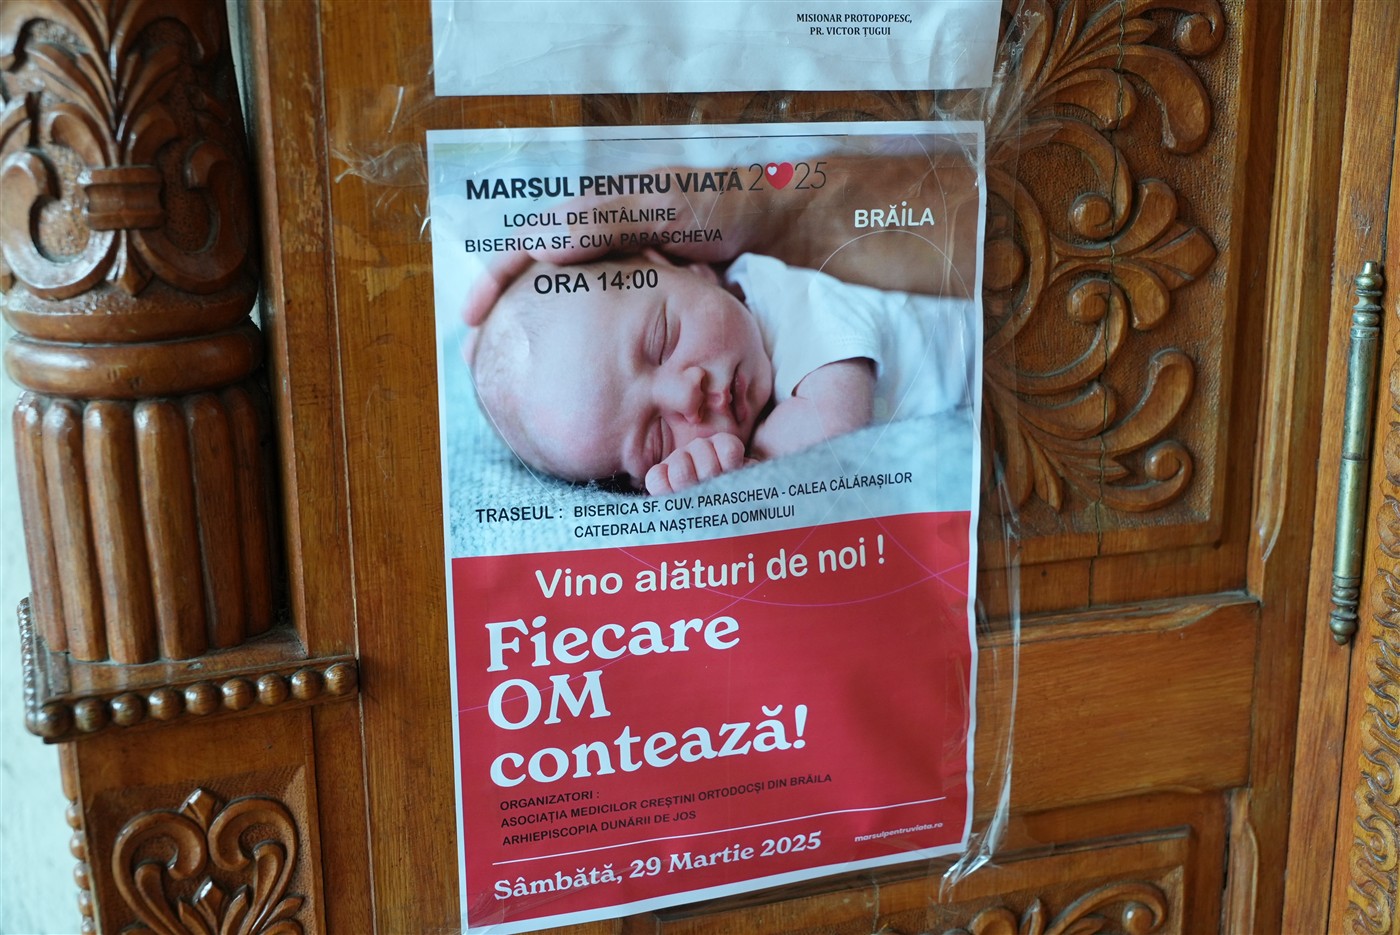 MISIONAR PROTOPOPESC,
PR. VICTOR ȚUGUI
MARȘUL PENTRU VIAȚĂ 2025
LOCUL DE ÎNTÂLNIRE
BISERICA SF. CUV. PARASCHEVA
BRĂiLA
ORA 14:00
TRASEUL : BISERICA SF. CUV. PARASCHEVA - CALEA CĂLĂRAȘILOR
CATEDRALA NAȘTEREA DOMNULUI
Vino alături de noi !
Fiecare
OM
contează!
ORGANIZATORI :
ASOCIAȚIA MEDICILOR CREȘTINI ORTODOCȘI DIN BRĂILA
ARHIEPISCOPIA DUNĂRII DE JOS
marsulpentruviata.ro
Sâmbătă, 29 Martie 2025